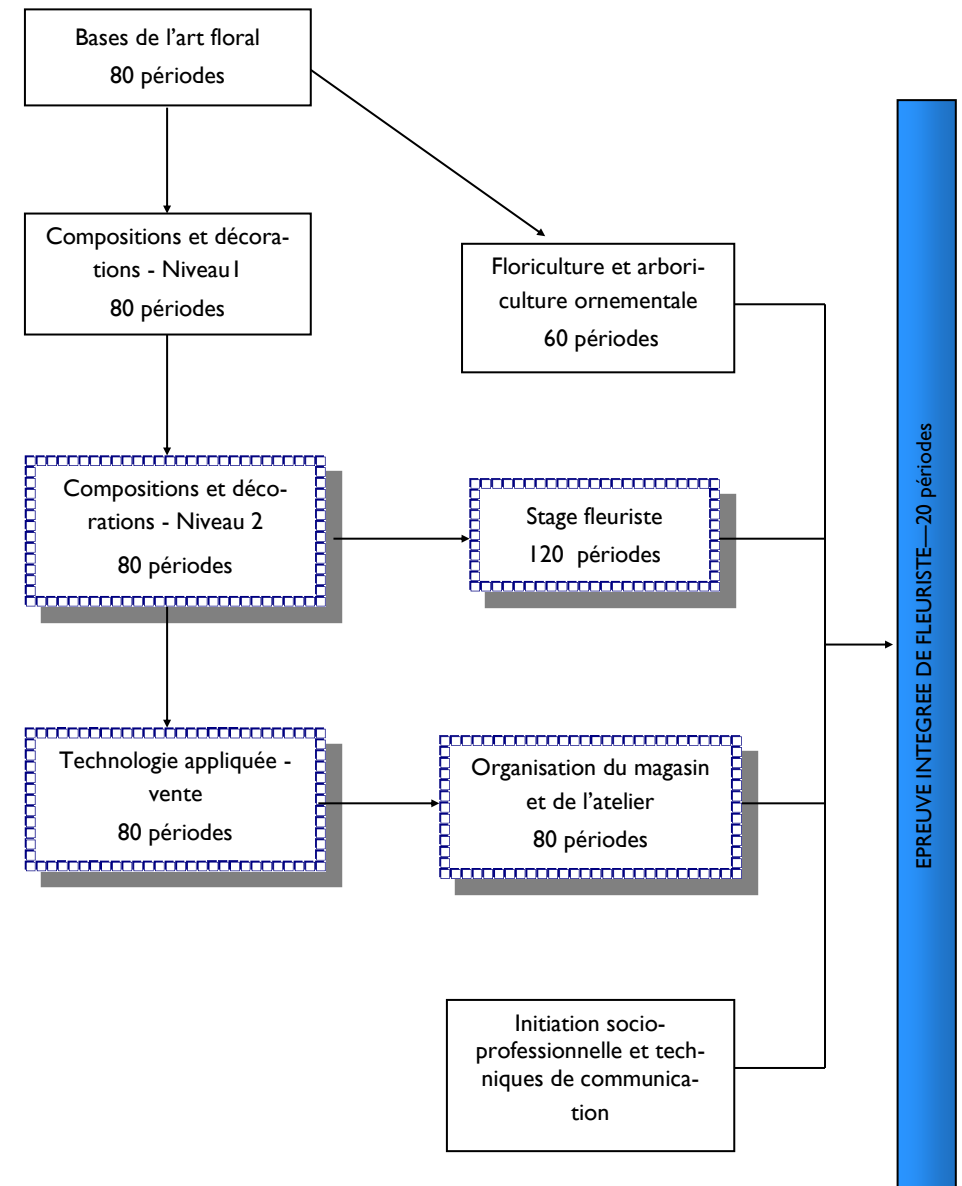 Bases de l’art floral
80 périodes
Compositions et décora-
tions - Niveau1
80 périodes
Floriculture et arbori-
culture ornementale
60 périodes
Compositions et déco-
rations - Niveau 2
80 périodes
Stage fleuriste
120 périodes
Technologie appliquée -
vente
80 périodes
Organisation du magasin
et de l’atelier
80 périodes
Initiation socio-
professionnelle et tech-
niques de communica-
tion
EPREUVE INTEGREE DE FLEURISTE—20 périodes